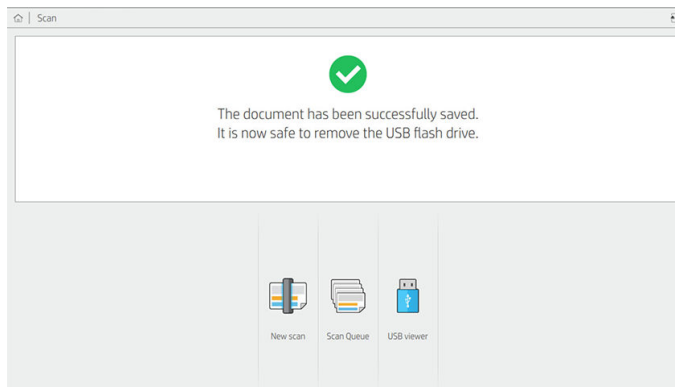 Scan
The document has been successfully saved.
It is now safe to remove the USB flash drive.
New scan
Scan Queue
USB viewer